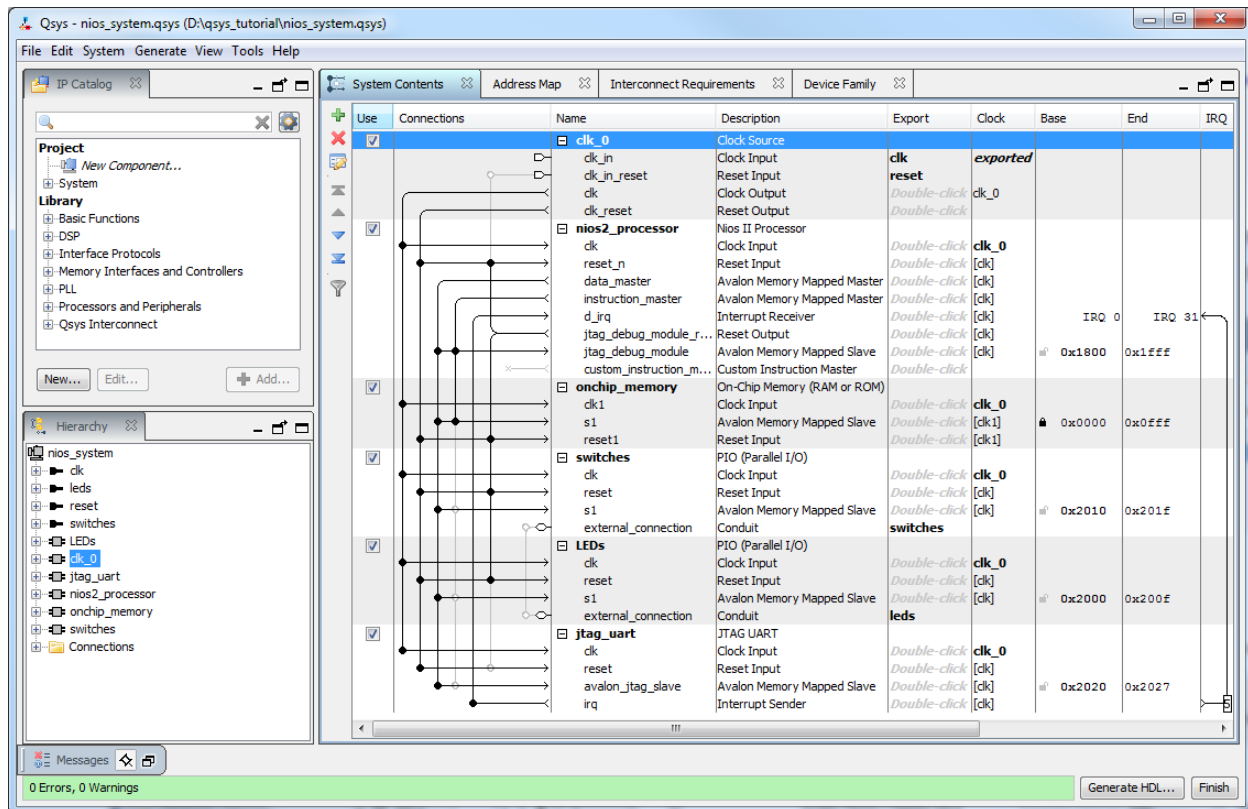 Qsys - nios_system.qsys (D:\qsys_tutorial\nios_system.qsys)
File Edit System Generate View Tools Help
IP Catalog
Project
New Component...
System
Library
Basic Functions
DSP
Interface Protocols
Memory Interfaces and Controllers
PLL
Processors and Peripherals
Qsys Interconnect
New... Edit... Add...
Hierarchy
nios_system
clk
leds
reset
switches
LEDs
clk_0
jtag_uart
nios2_processor
onchip_memory
switches
Connections
System Contents Address Map Interconnect Requirements Device Family
Use Connections Name Description Export Clock Base End IRQ
clk_0 Clock Source
clk_in Clock Input clk exported
clk_in_reset Reset Input reset
clk Clock Output Double-click clk_0
clk_reset Reset Output Double-click
nios2_processor Nios II Processor
clk Clock Input Double-click clk_0
reset_n Reset Input Double-click [clk]
data_master Avalon Memory Mapped Master Double-click [clk]
instruction_master Avalon Memory Mapped Master Double-click [clk]
d_irq Interrupt Receiver Double-click [clk] IRQ 0 IRQ 31
jtag_debug_module_r... Reset Output Double-click [clk]
jtag_debug_module Avalon Memory Mapped Slave Double-click [clk] 0x1800 0x1fff
custom_instruction_m... Custom Instruction Master Double-click
onchip_memory On-Chip Memory (RAM or ROM)
clk1 Clock Input Double-click clk_0
s1 Avalon Memory Mapped Slave Double-click [clk1] 0x0000 0x0fff
reset1 Reset Input Double-click [clk1]
switches PIO (Parallel I/O)
clk Clock Input Double-click clk_0
reset Reset Input Double-click [clk]
s1 Avalon Memory Mapped Slave Double-click [clk] 0x2010 0x201f
external_connection Conduit switches
LEDs PIO (Parallel I/O)
clk Clock Input Double-click clk_0
reset Reset Input Double-click [clk]
s1 Avalon Memory Mapped Slave Double-click [clk] 0x2000 0x200f
external_connection Conduit leds
jtag_uart JTAG UART
clk Clock Input Double-click clk_0
reset Reset Input Double-click [clk]
avalon_jtag_slave Avalon Memory Mapped Slave Double-click [clk] 0x2020 0x2027
irq Interrupt Sender Double-click [clk] 5
Messages
0 Errors, 0 Warnings
Generate HDL... Finish